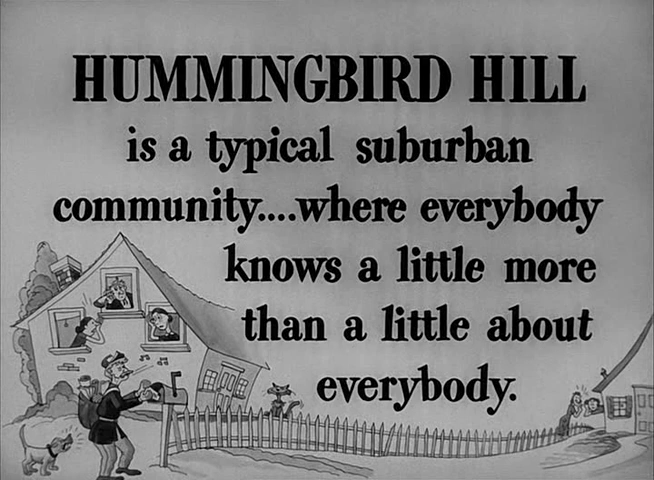 HUMMINGBIRD HILL
is a typical suburban
community....where everybody
knows a little more
than a little about
everybody.